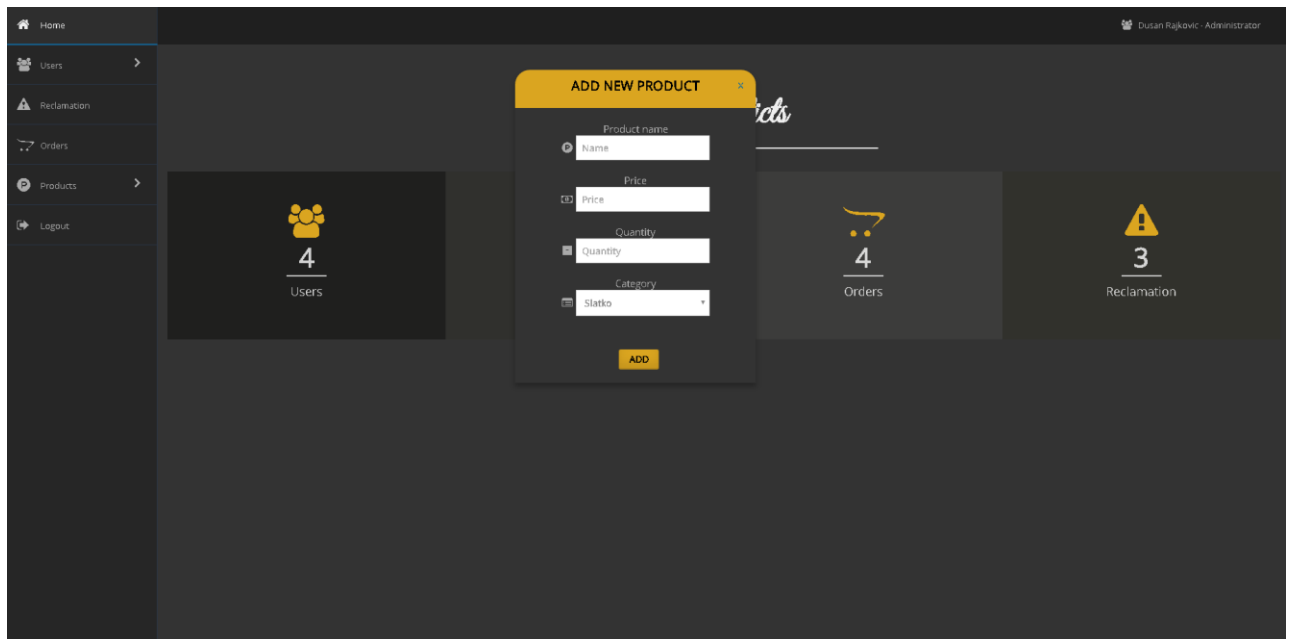 Home
Dusan Rajkovic - Administrator
Users
Reclamation
Orders
Products
Logout
ADD NEW PRODUCT
x
Product name
Name
Price
Price
Quantity
Quantity
Category
Slatko
ADD
4
Users
4
Orders
3
Reclamation